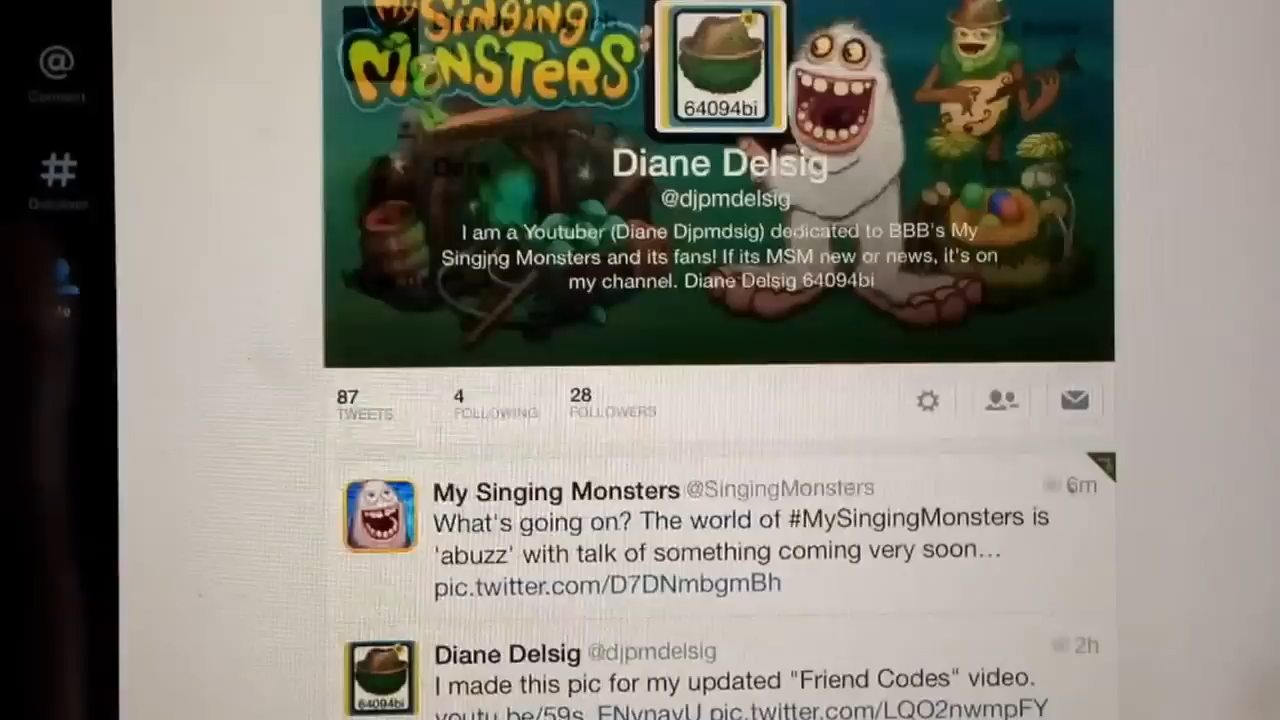 @
Connect
#
Discover
My
Singing
MONSTERS
64094bi
Diane Delsig
@djpmdelsig
I am a Youtuber (Diane Djpmdsig) dedicated to BBB's My
Singjng Monsters and its fans! If its MSM new or news, it's on
my channel. Diane Delsig 64094bi
87
TWEETS
4
FOLLOWING
28
FOLLOWERS
My Singing Monsters @SingingMonsters
6m
What's going on? The world of #MySingingMonsters is
'abuzz' with talk of something coming very soon...
pic.twitter.com/D7DNmbgmBh
Diane Delsig @djpmdelsig
2h
64094bi
I made this pic for my updated "Friend Codes" video.
pic.twitter.com/LQO2nwmpFY